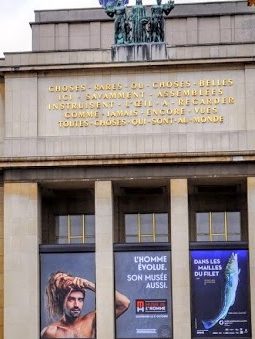 CHOSES · RARES · OU · CHOSES · BELLES
ICI · SAVAMMENT · ASSEMBLEES
INSTRUISENT · L'ŒIL · A · REGARDER
COMME · JAMAIS · ENCORE · VUES
TOUTES · CHOSES · QUI · SONT · AU · MONDE
L'HOMME
ÉVOLUE.
SON MUSÉE
AUSSI.
DANS LES
MAILLES
DU FILET
L'HOMME